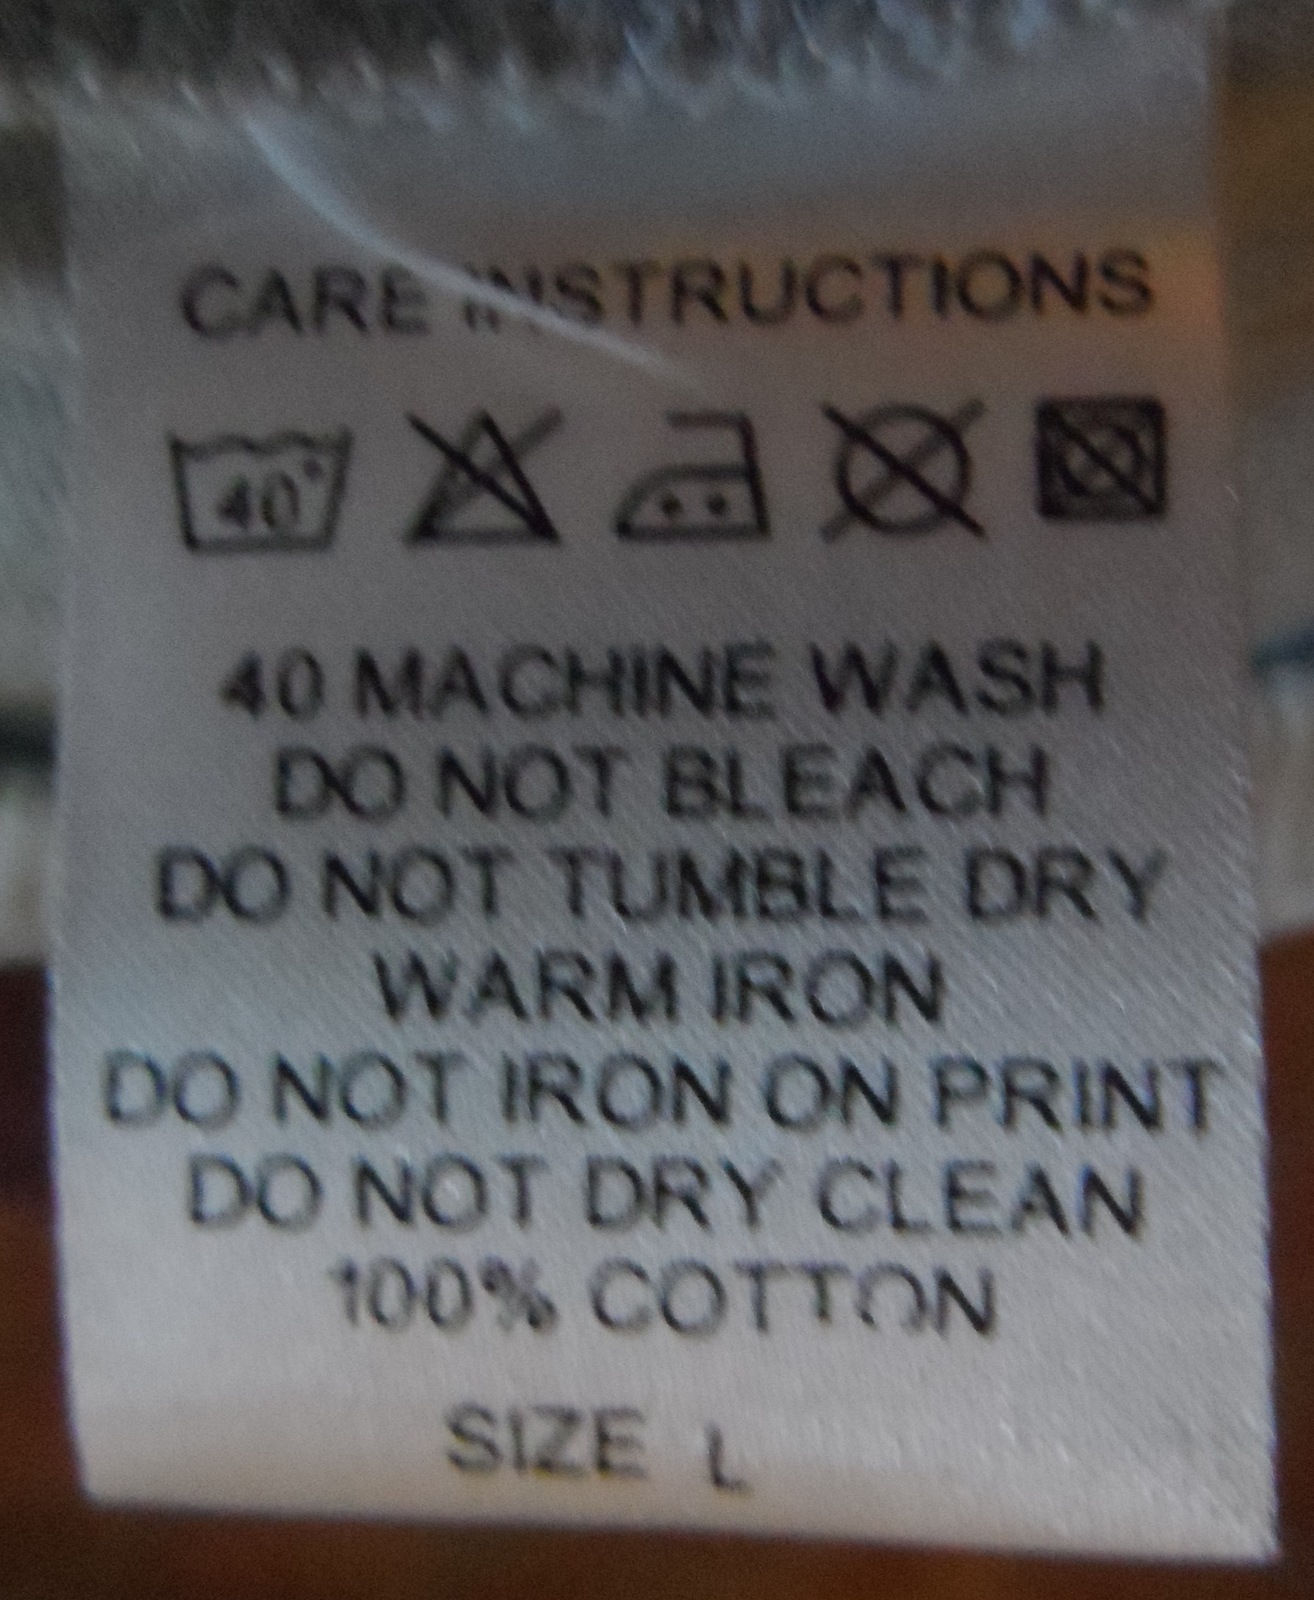 CARE INSTRUCTIONS
40°
40 MACHINE WASH
DO NOT BLEACH
DO NOT TUMBLE DRY
WARM IRON
DO NOT IRON ON PRINT
DO NOT DRY CLEAN
100% COTTON
SIZE L